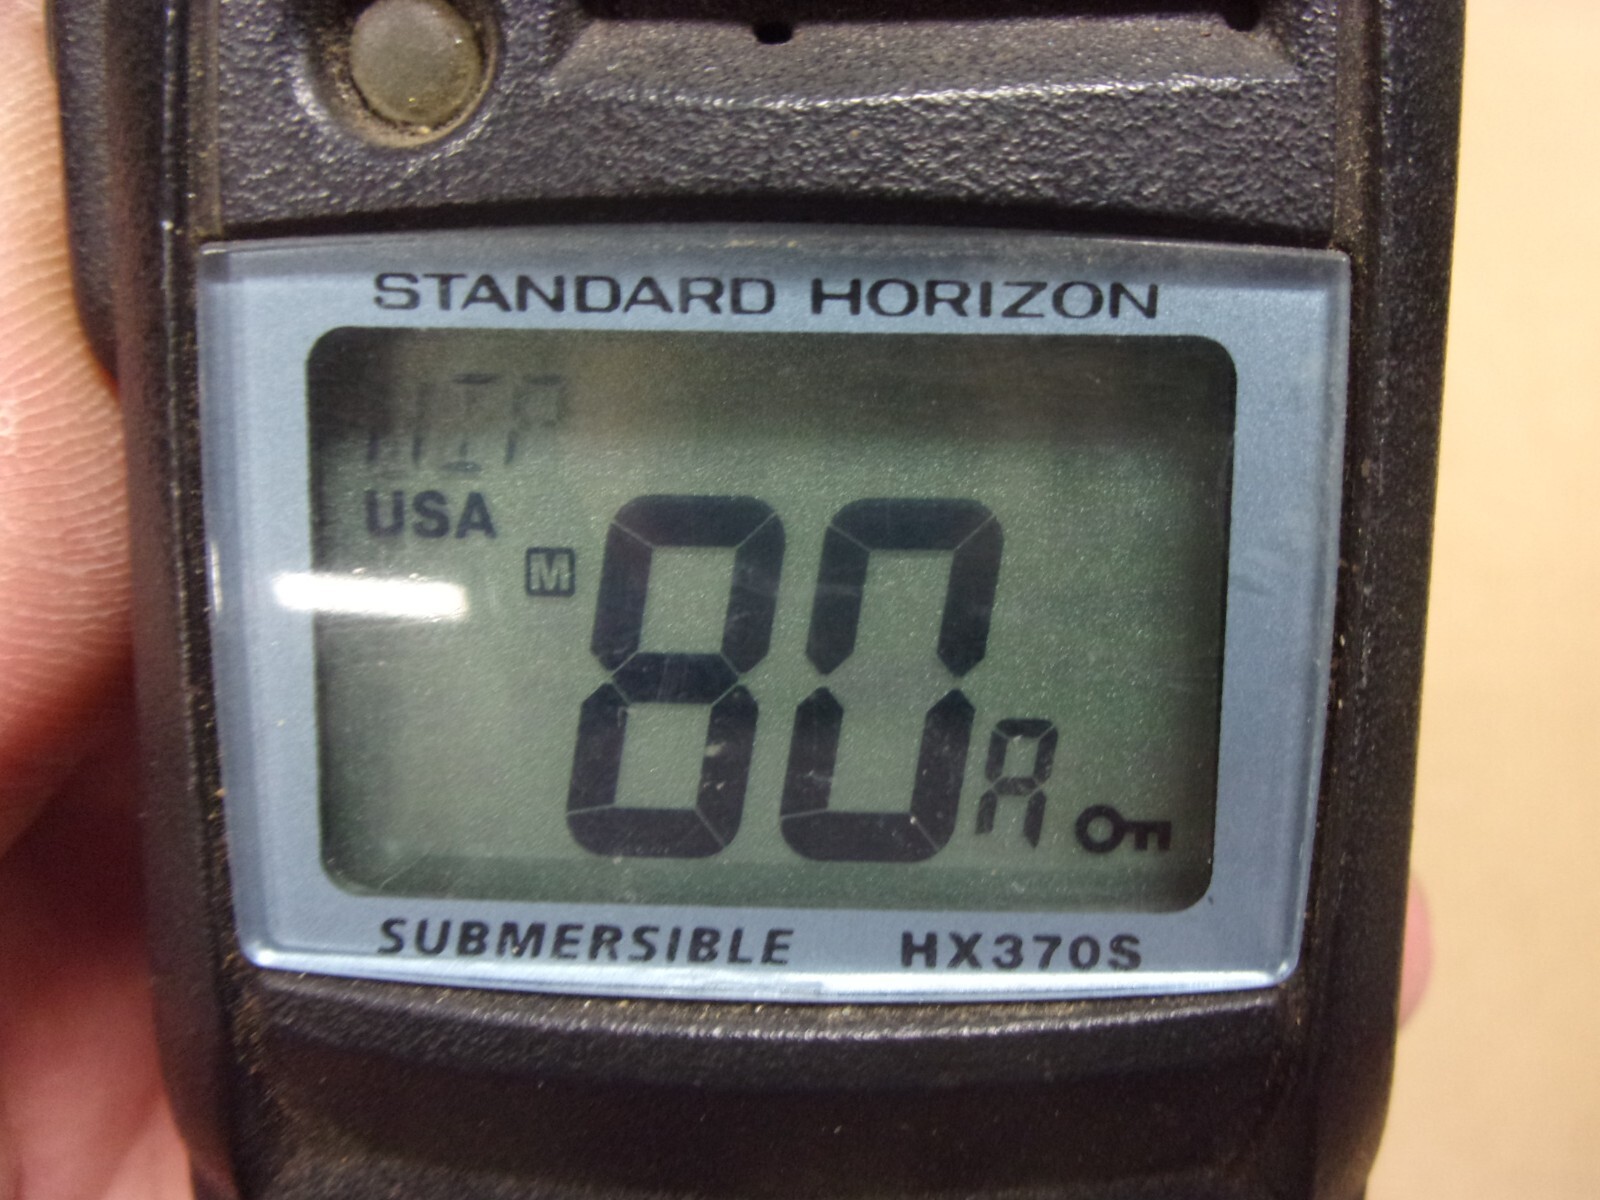 STANDARD HORIZON
USA
M 80A
SUBMERSIBLE HX370S